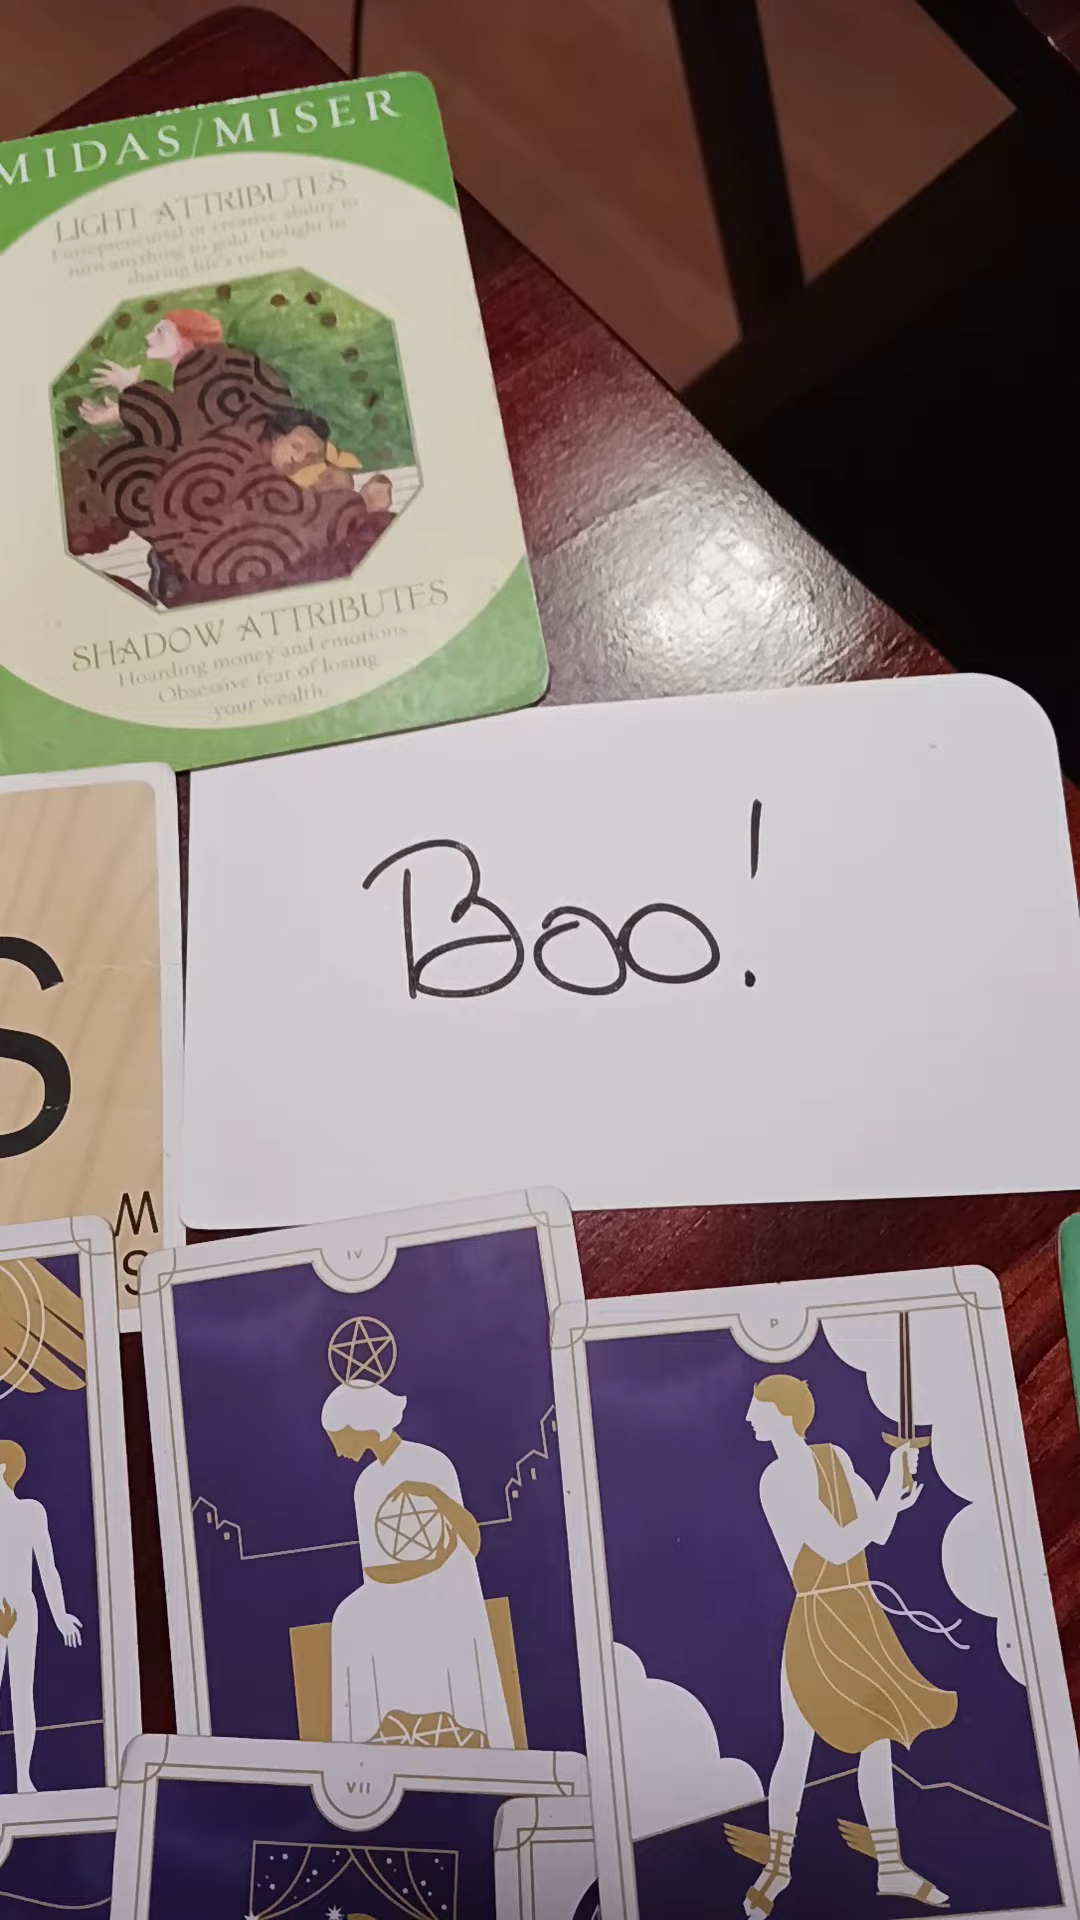 MIDAS/MISER
LIGHT ATTRIBUTES
Entrepreneurial or creative ability to
turn anything to gold. Delight in
sharing life's riches
SHADOW ATTRIBUTES
Hoarding money and emotions.
Obsessive fear of losing
your wealth.
Boo!
S
M
S
IV
P
VII